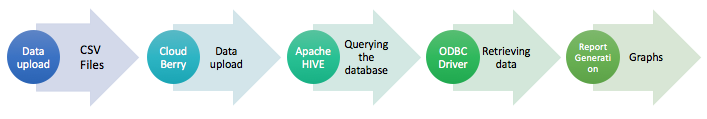 Data
upload
CSV
Files
Cloud
Berry
Data
upload
Apache
HIVE
Querying
the
database
ODBC
Driver
Retrieving
data
Report
Generati
on
Graphs